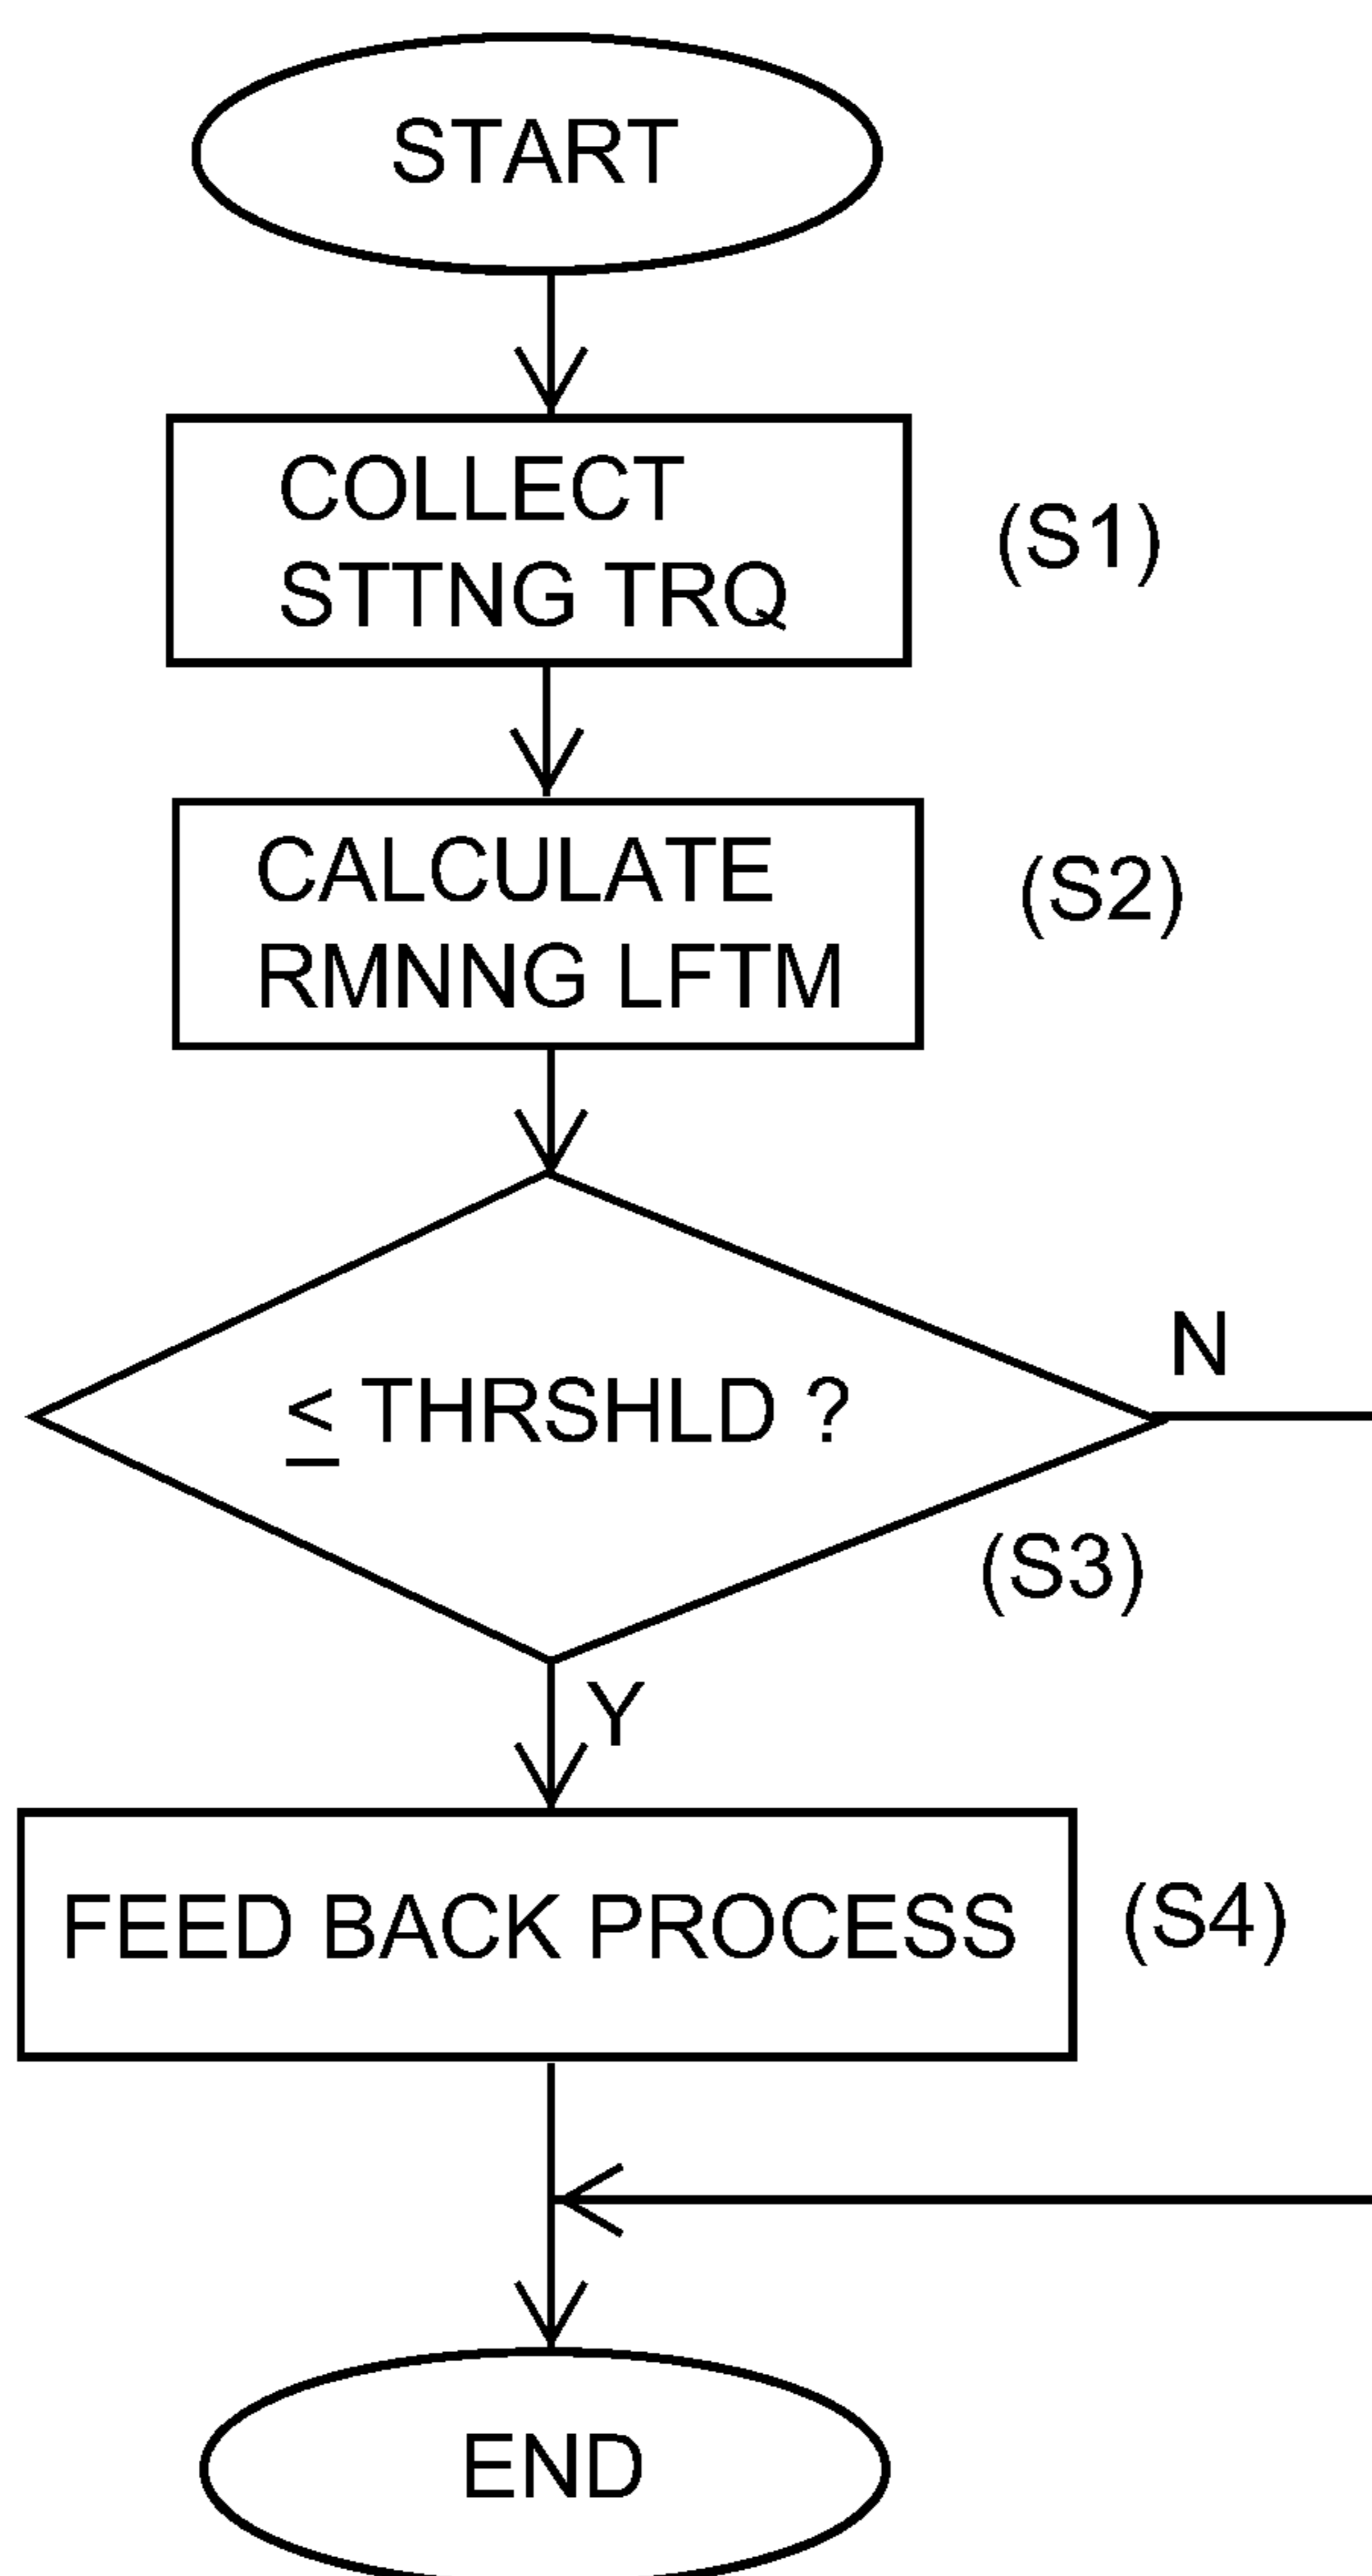 START
COLLECT
STTNG TRQ
(S1)
CALCULATE
RMNNG LFTM
(S2)
≤ THRSHLD ?
N
(S3)
Y
FEED BACK PROCESS
(S4)
END